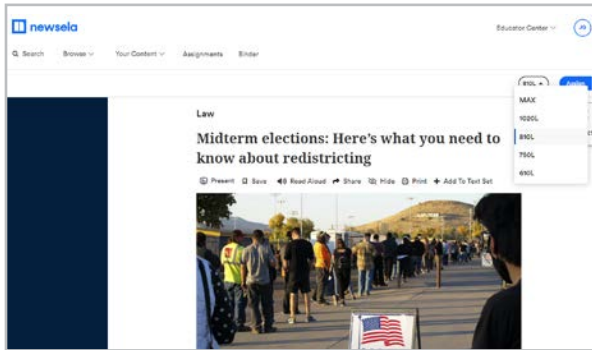 newsela
Educator Center
Search Browse Your Content Assignments Binder
810L
Assign
MAX
1020L
810L
750L
610L
Law
Midterm elections: Here's what you need to
know about redistricting
Present Save Read Aloud Share Hide Print + Add To Text Set